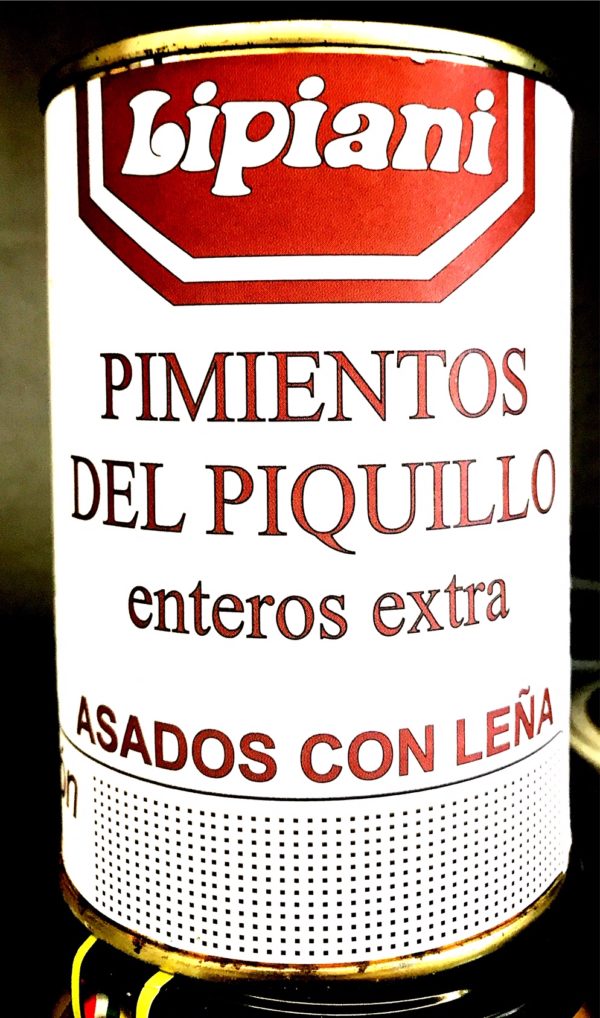 Lipiani
PIMIENTOS
DEL PIQUILLO
enteros extra
ASADOS CON LEÑA